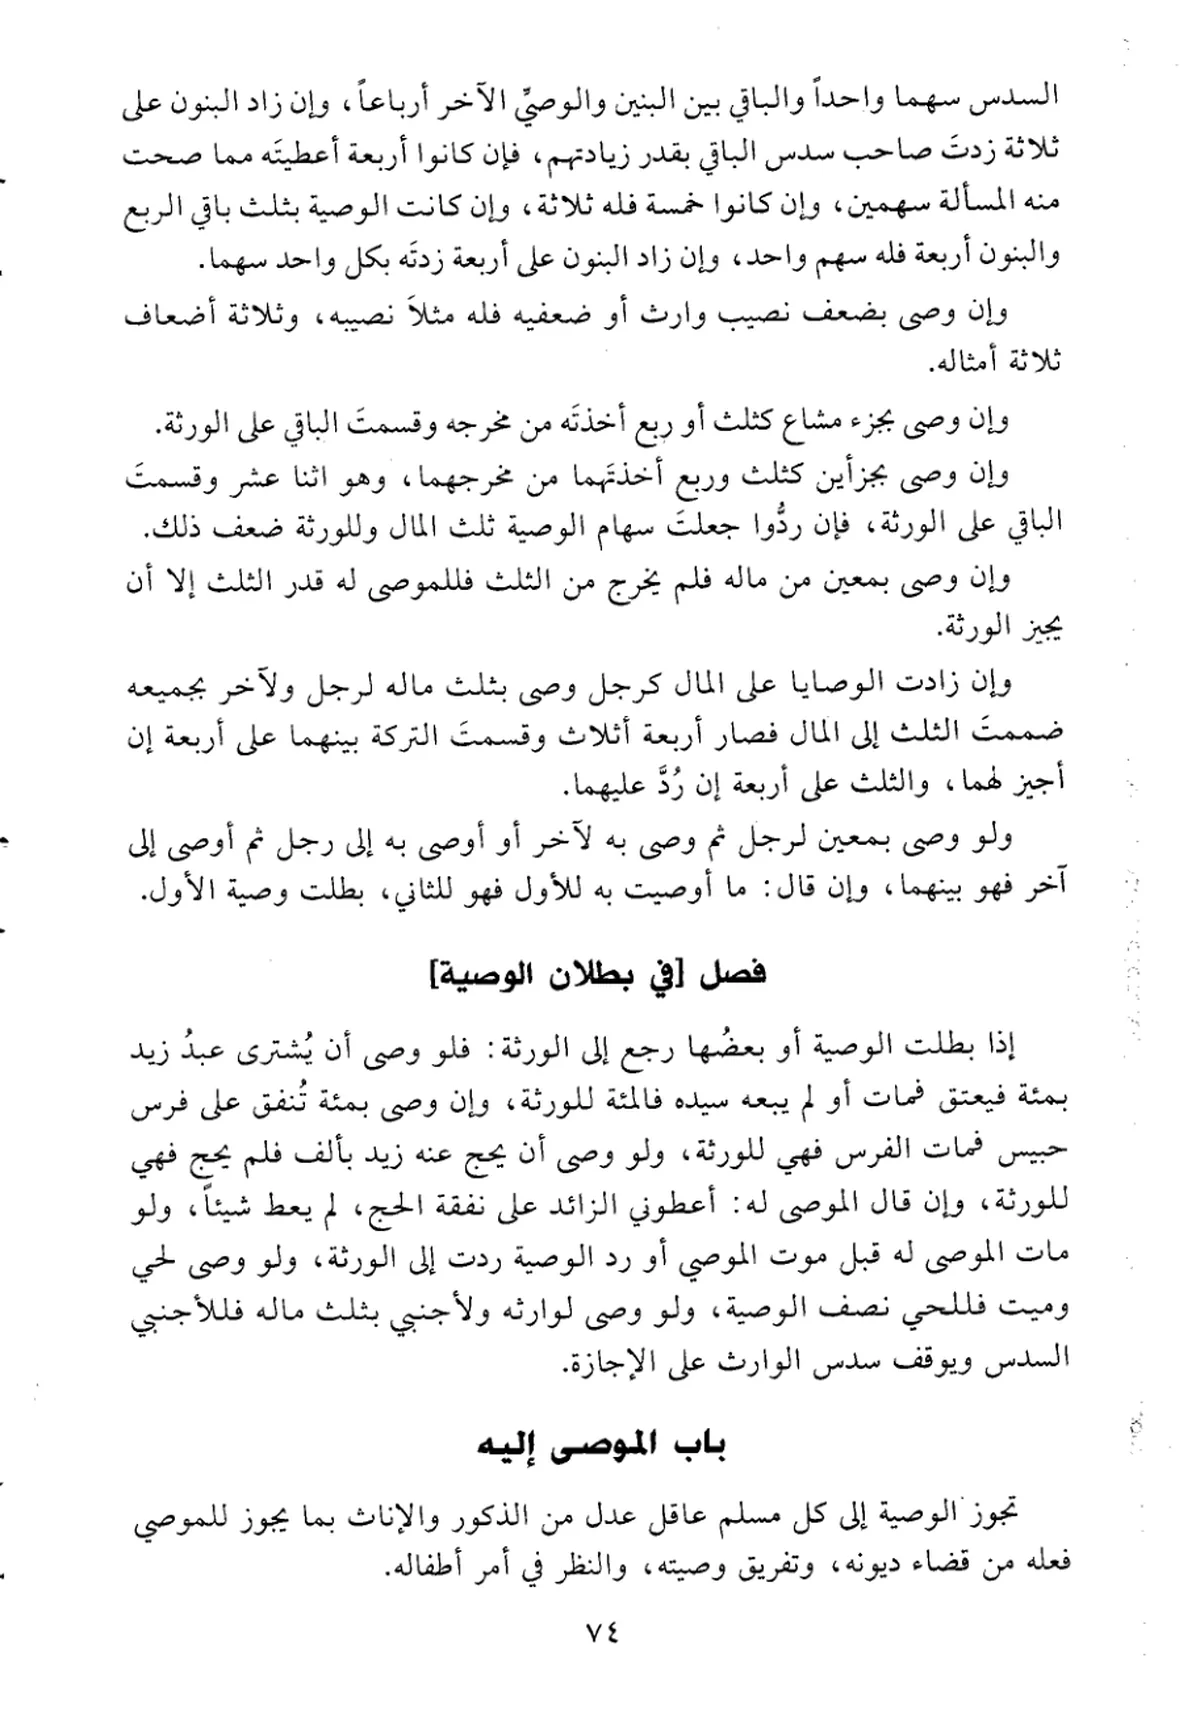 السدس سهما واحداً والباقي بين البنين والوصيِّ الآخر أرباعاً، وإن زاد البنون على
ثلاثة زدتَ صاحب سدس الباقي بقدر زيادتهم، فإن كانوا أربعة أعطيتَه مما صحت
منه المسألة سهمين، وإن كانوا خمسة فله ثلاثة، وإن كانت الوصية بثلث باقي الربع
والبنون أربعة فله سهم واحد، وإن زاد البنون على أربعة زدتَه بكل واحد سهما.
وإن وصى بضعف نصيب وارث أو ضعفيه فله مثلاَ نصيبه، وثلاثة أضعاف
ثلاثة أمثاله.
وإن وصى بجزء مشاع كثلث أو ربع أخذتَه من مخرجه وقسمتَ الباقي على الورثة.
وإن وصى بجزأين كثلث وربع أخذتَهما من مخرجهما، وهو اثنا عشر وقسمتَ
الباقي على الورثة، فإن ردُّوا جعلتَ سهام الوصية ثلث المال وللورثة ضعف ذلك.
وإن وصى بمعين من ماله فلم يخرج من الثلث فللموصى له قدر الثلث إلا أن
يجيز الورثة.
وإن زادت الوصايا على المال كرجل وصى بثلث ماله لرجل ولآخر بجميعه
ضممتَ الثلث إلى المال فصار أربعة أثلاث وقسمتَ التركة بينهما على أربعة إن
أجيز لهما، والثلث على أربعة إن رُدَّ عليهما.
ولو وصى بمعين لرجل ثم وصى به لآخر أو أوصى به إلى رجل ثم أوصى إلى
آخر فهو بينهما، وإن قال: ما أوصيت به للأول فهو للثاني، بطلت وصية الأول.
فصل [في بطلان الوصية]
إذا بطلت الوصية أو بعضُها رجع إلى الورثة: فلو وصى أن يُشترى عبدُ زيد
بمئة فيعتق فمات أو لم يبعه سيده فالمئة للورثة، وإن وصى بمئة تُنفق على فرس
حبيس فمات الفرس فهي للورثة، ولو وصى أن يحج عنه زيد بألف فلم يحج فهي
للورثة، وإن قال الموصى له: أعطوني الزائد على نفقة الحج، لم يعط شيئاً، ولو
مات الموصى له قبل موت الموصي أو رد الوصية ردت إلى الورثة، ولو وصى لحي
وميت فللحي نصف الوصية، ولو وصى لوارثه ولأجنبي بثلث ماله فللأجنبي
السدس ويوقف سدس الوارث على الإجازة.
باب الموصى إليه
تجوز الوصية إلى كل مسلم عاقل عدل من الذكور والإناث بما يجوز للموصي
فعله من قضاء ديونه، وتفريق وصيته، والنظر في أمر أطفاله.
٧٤